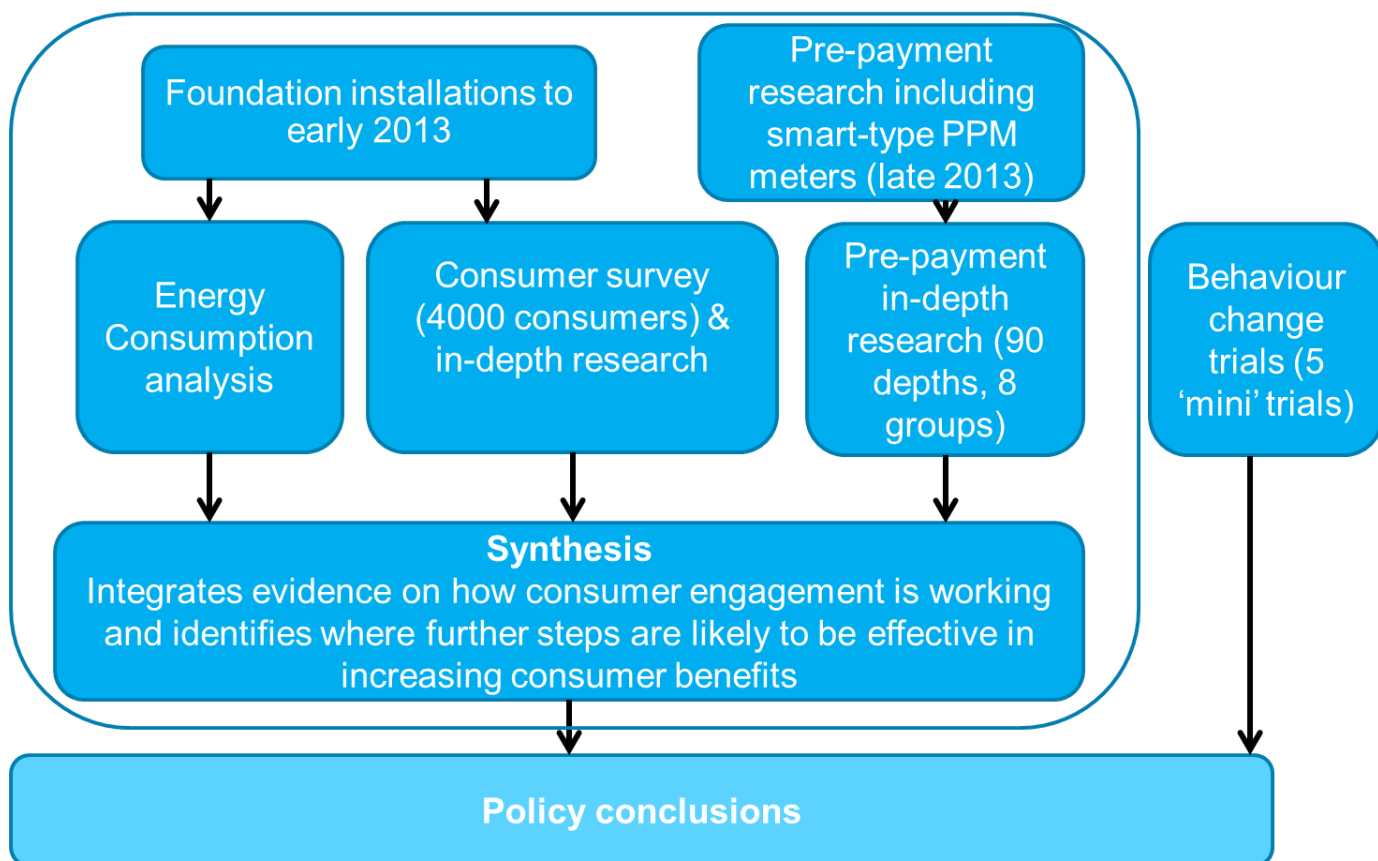 Foundation installations to
early 2013
Pre-payment
research including
smart-type PPM
meters (late 2013)
Energy
Consumption
analysis
Consumer survey
(4000 consumers) &
in-depth research
Pre-payment
in-depth
research (90
depths, 8
groups)
Behaviour
change
trials (5
‘mini’ trials)
Synthesis
Integrates evidence on how consumer engagement is working
and identifies where further steps are likely to be effective in
increasing consumer benefits
Policy conclusions